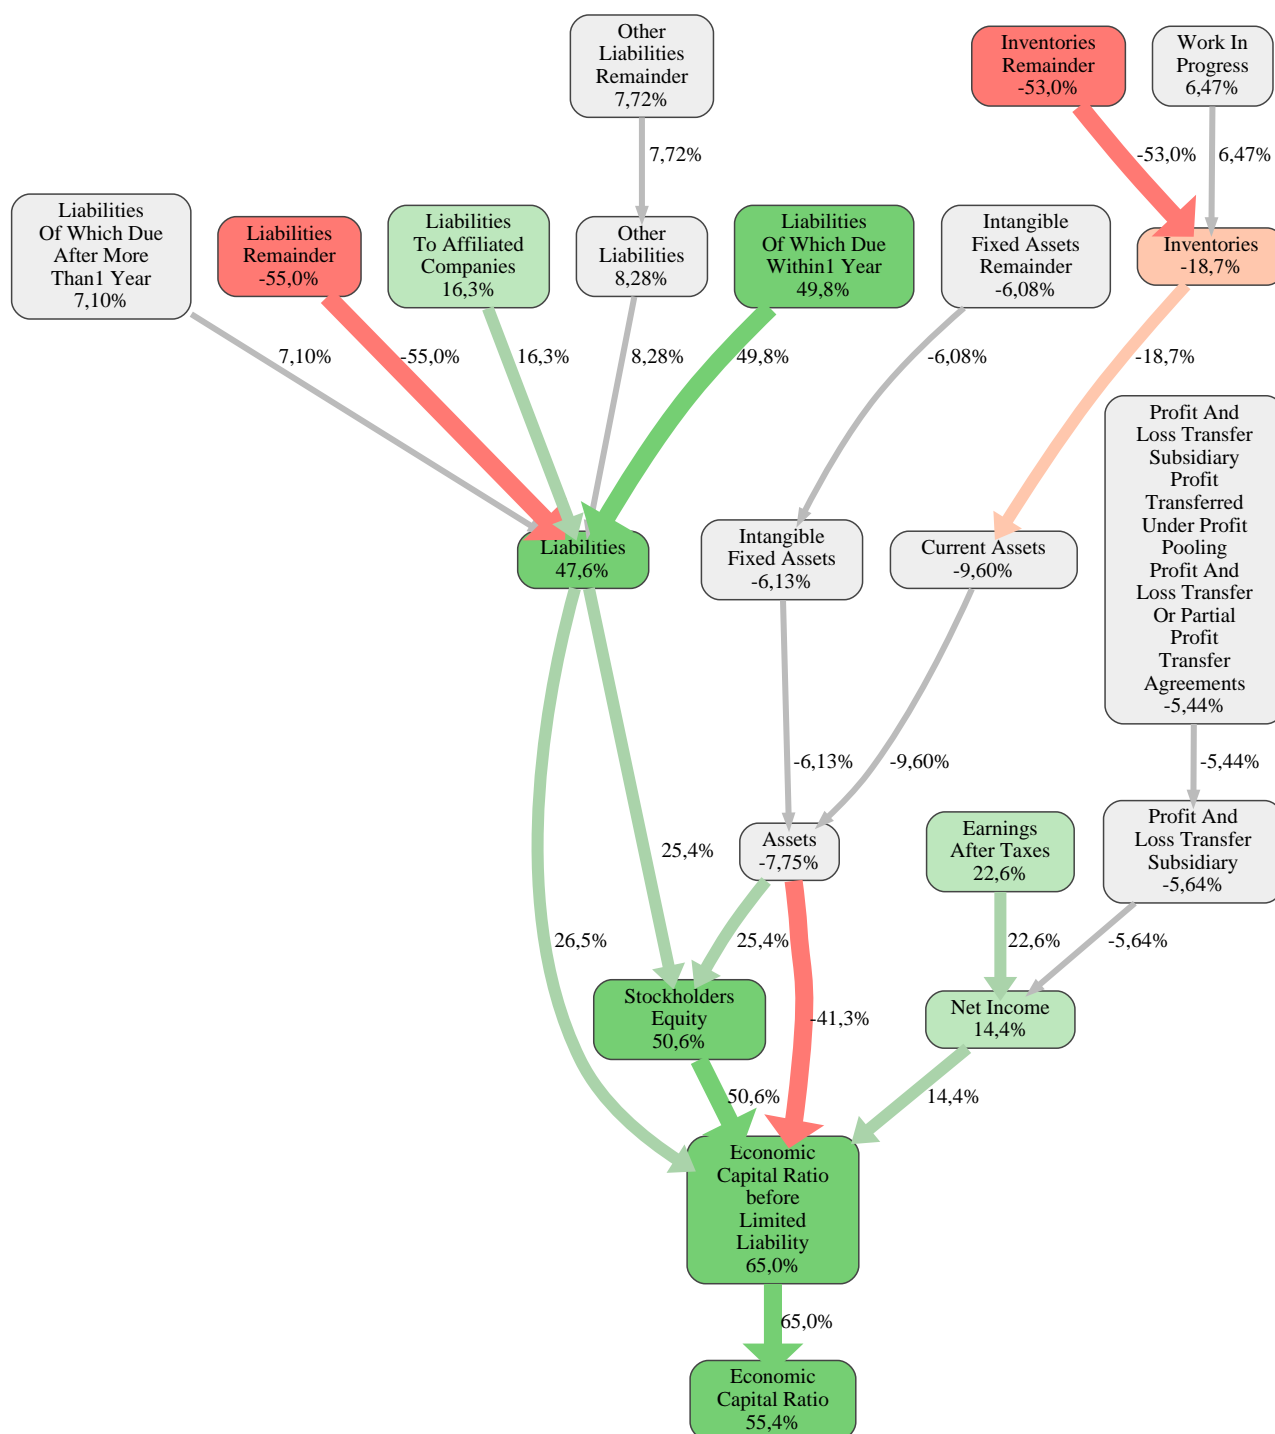 Other
Liabilities
Remainder
7,72%
Inventories
Remainder
-53,0%
Work In
Progress
6,47%
7,72%
-53,0%
6,47%
Liabilities
Of Which Due
After More
Than1 Year
7,10%
Liabilities
Remainder
-55,0%
Liabilities
To Affiliated
Companies
16,3%
Other
Liabilities
8,28%
Liabilities
Of Which Due
Within1 Year
49,8%
Intangible
Fixed Assets
Remainder
-6,08%
Inventories
-18,7%
7,10%
-55,0%
16,3%
8,28%
49,8%
-6,08%
-18,7%
Profit And
Loss Transfer
Subsidiary
Profit
Transferred
Under Profit
Pooling
Profit And
Loss Transfer
Or Partial
Profit
Transfer
Agreements
-5,44%
Liabilities
47,6%
Intangible
Fixed Assets
-6,13%
Current Assets
-9,60%
-6,13%
-9,60%
-5,44%
25,4%
Assets
-7,75%
Earnings
After Taxes
22,6%
Profit And
Loss Transfer
Subsidiary
-5,64%
26,5%
25,4%
22,6%
-5,64%
Stockholders
Equity
50,6%
-41,3%
Net Income
14,4%
50,6%
14,4%
Economic
Capital Ratio
before
Limited
Liability
65,0%
65,0%
Economic
Capital Ratio
55,4%